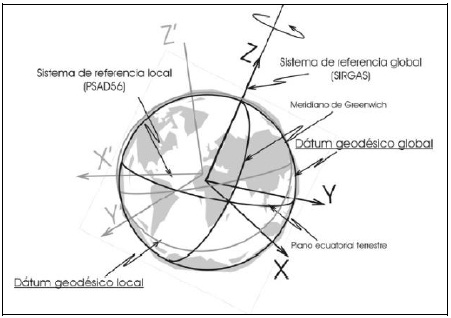 Z'
Z
Sistema de referencia local
(PSAD56)
Sistema de referencia global
(SIRGAS)
Meridiano de Greenwich
Dátum geodésico global
X'
Y
Y'
Plano ecuatorial terrestre
X
Dátum geodésico local